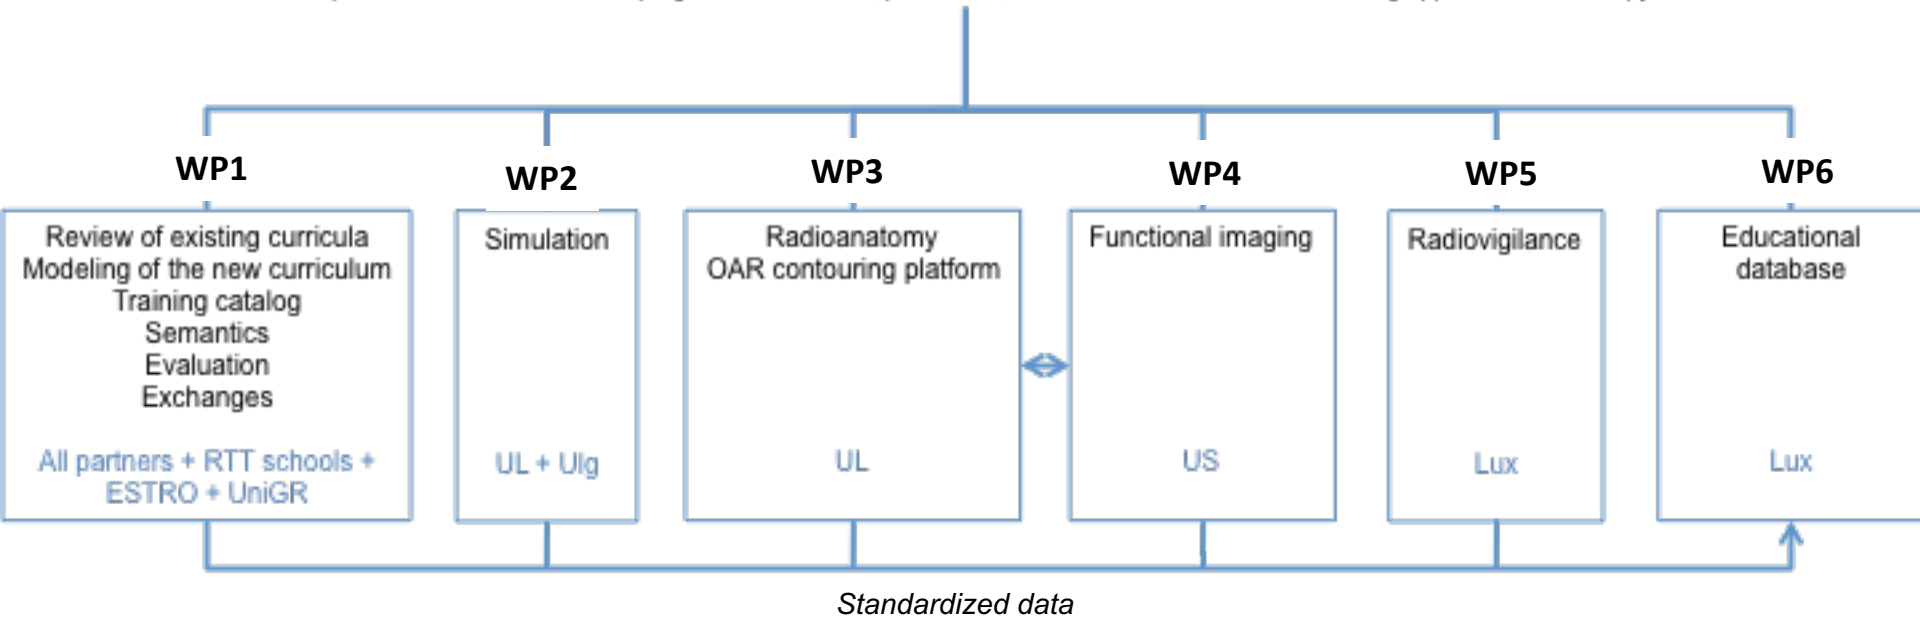 WP1
WP2
WP3
WP4
WP5
WP6
Review of existing curricula
Modeling of the new curriculum
Training catalog
Semantics
Evaluation
Exchanges
All partners + RTT schools +
ESTRO + UniGR
Simulation
UL + Ulg
Radioanatomy
OAR contouring platform
UL
Functional imaging
US
Radiovigilance
Lux
Educational
database
Lux
Standardized data